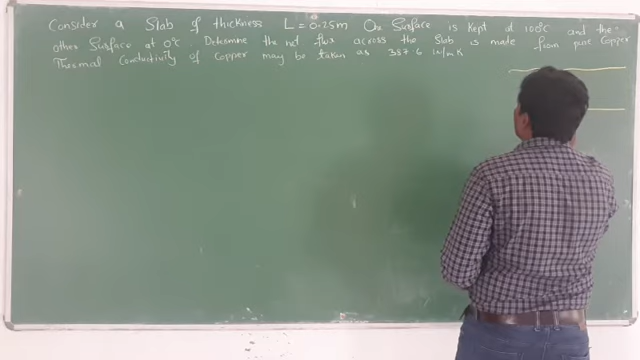 Consider a Slab of thickness L = 0.25m One Surface is kept at 100°C and the
other Surface at 0°C. Determine the net flux across the Slab is made from pure Copper
Thermal Conductivity of Copper may be taken as 387.6 W/mK